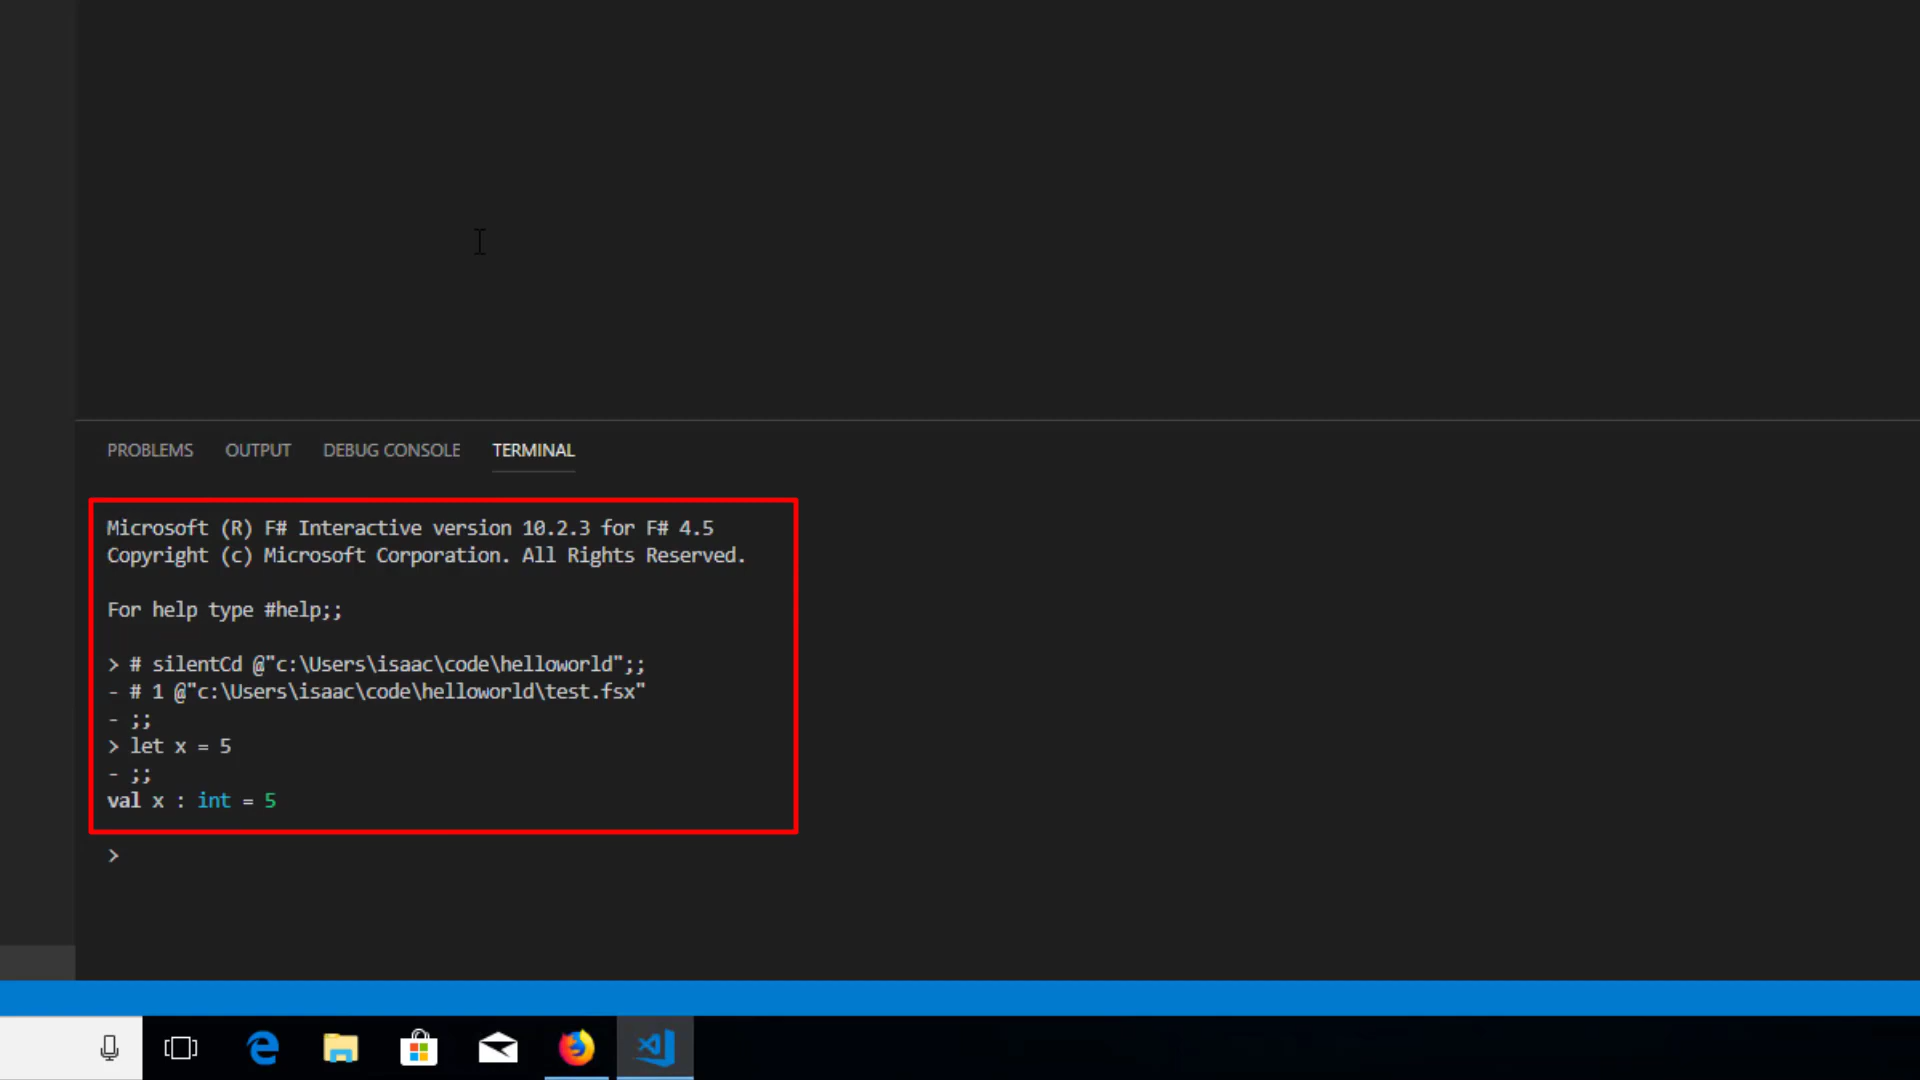 PROBLEMS OUTPUT DEBUG CONSOLE TERMINAL
Microsoft (R) F# Interactive version 10.2.3 for F# 4.5
Copyright (c) Microsoft Corporation. All Rights Reserved.
For help type #help;;
> # silentCd @"c:\Users\isaac\code\helloworld";;
- # 1 @"c:\Users\isaac\code\helloworld\test.fsx"
- ;;
> let x = 5
- ;;
val x : int = 5
>